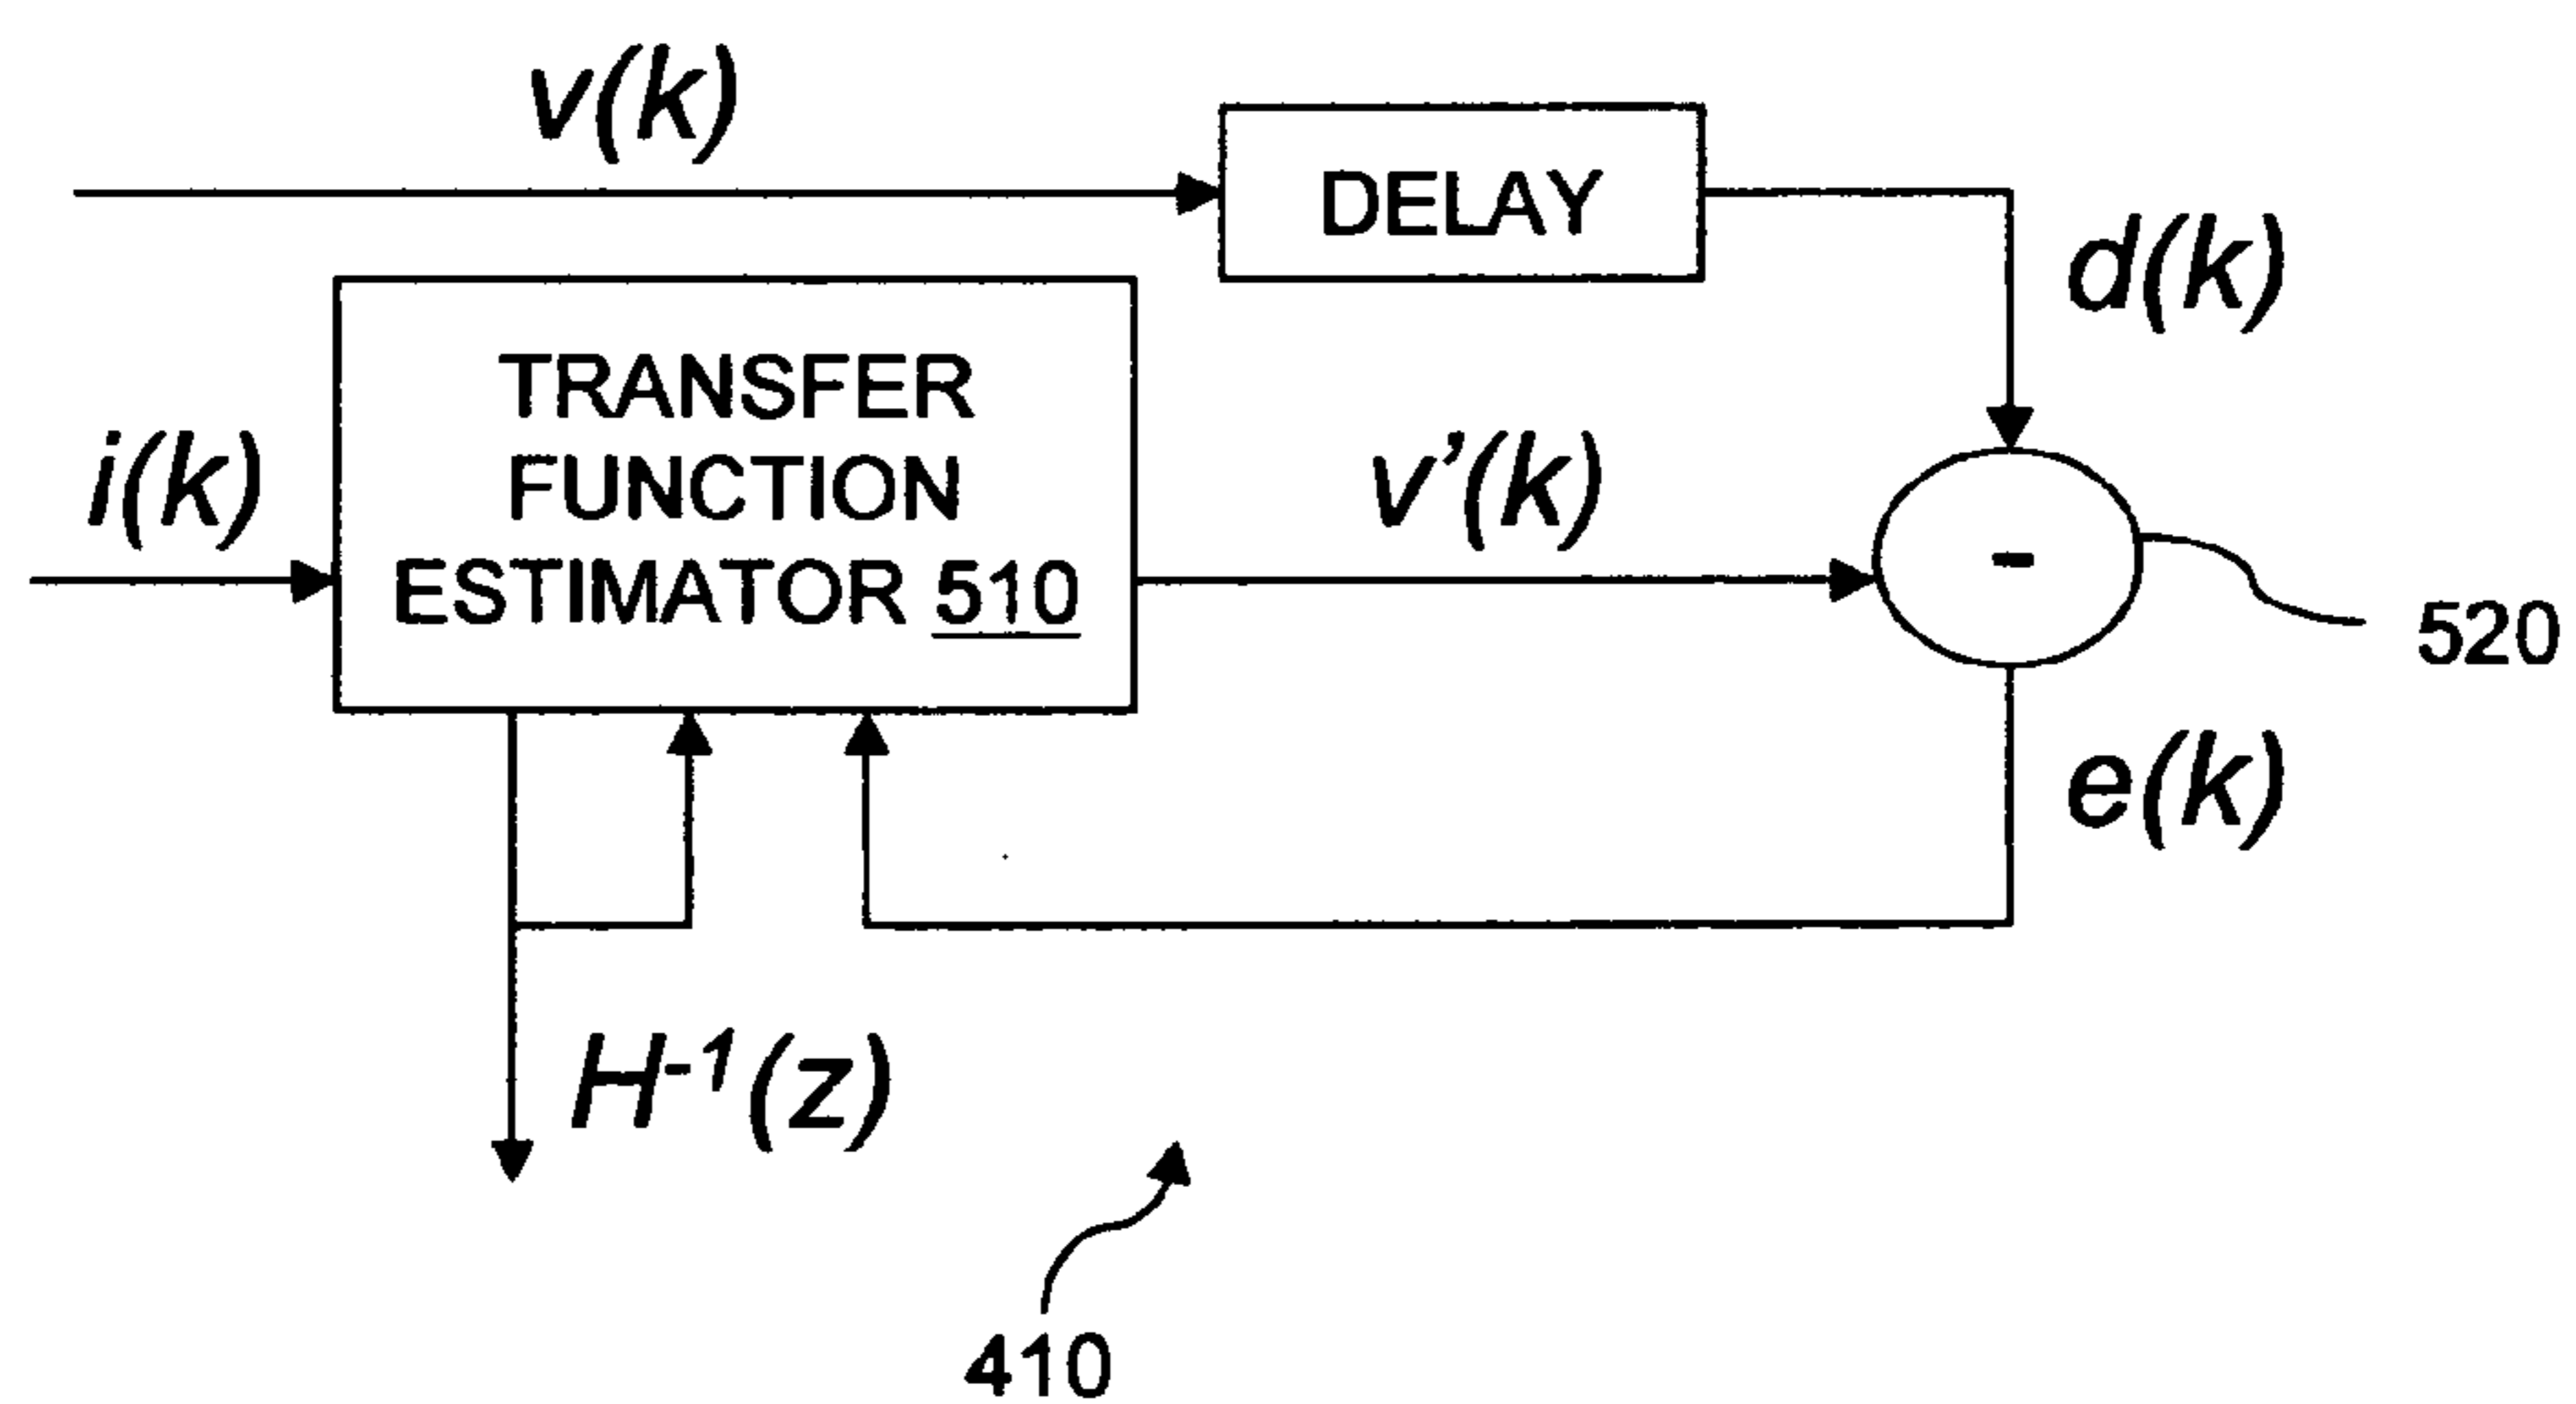 v(k)
DELAY
d(k)
TRANSFER
FUNCTION
ESTIMATOR 510
i(k)
v’(k)
-
520
e(k)
H⁻¹(z)
410